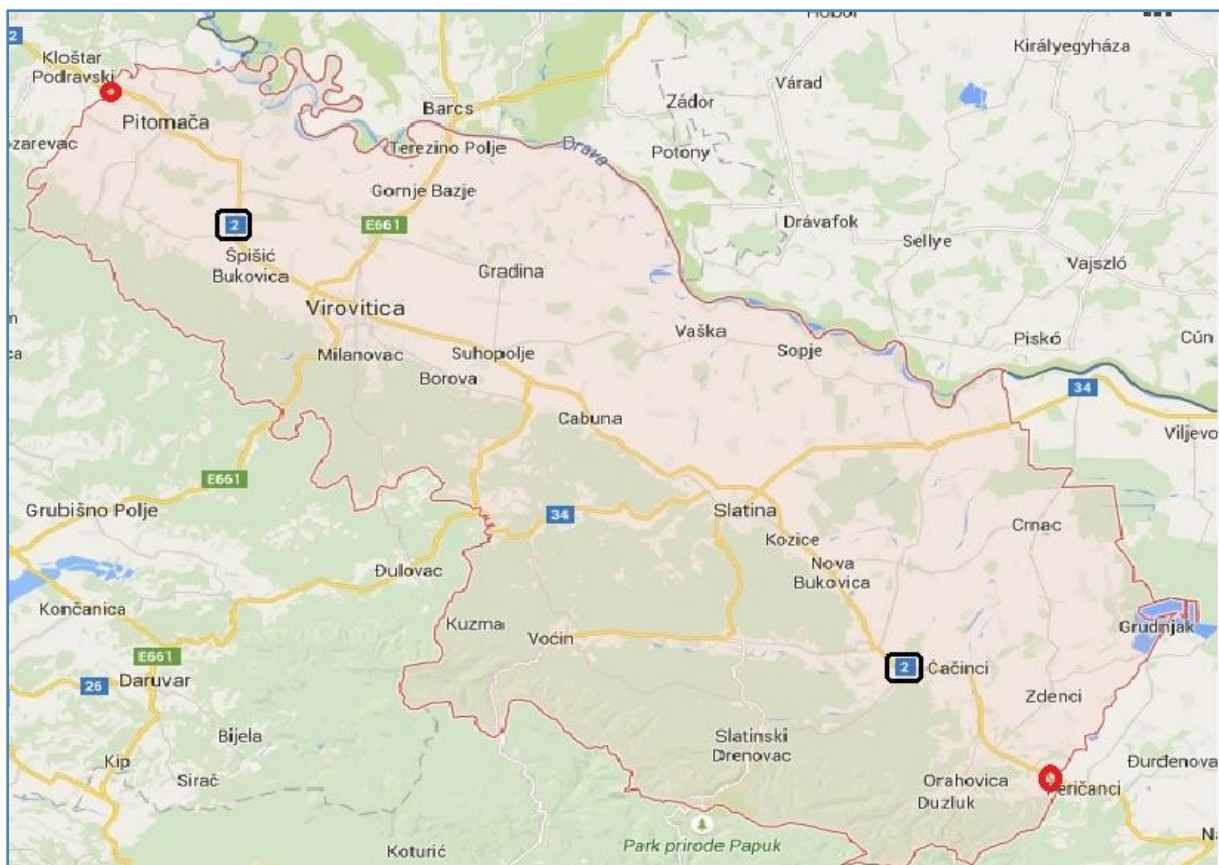 2
Kloštar
Podravski
Pitomača
Barcs
Terezino Polje
Drava
Gornje Bazje
Zádor
Várad
Királyegyháza
Potony
Drávafok
Sellye
Vajszló
2
E661
Špišić
Bukovica
Gradina
Virovitica
Vaška
Sopje
Piskó
Cún
Milanovac
Suhopolje
Borova
34
Cabuna
Viljevo
E661
Grubišno Polje
34
Slatina
Crnac
Kozice
Nova
Bukovica
Đulovac
Končanica
Kuzma
Voćin
Grudnjak
E661
26
Daruvar
2
Čačinci
Zdenci
Bijela
Slatinski
Drenovac
Kip
Sirač
Orahovica
Duzluk
Đurđenova
Park prirode Papuk
Koturić